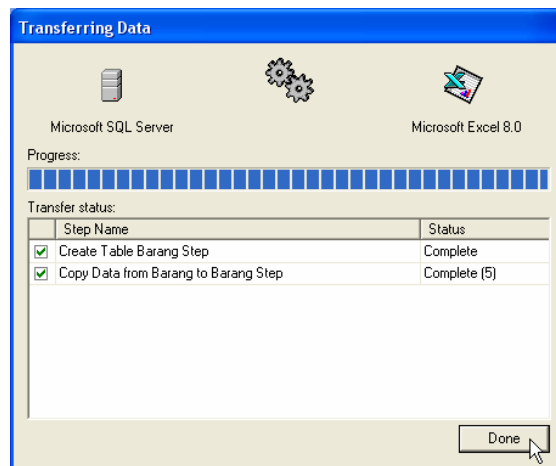 Transferring Data
Microsoft SQL Server Microsoft Excel 8.0
Progress:
Transfer status:
Step Name Status
Create Table Barang Step Complete
Copy Data from Barang to Barang Step Complete (5)
Done